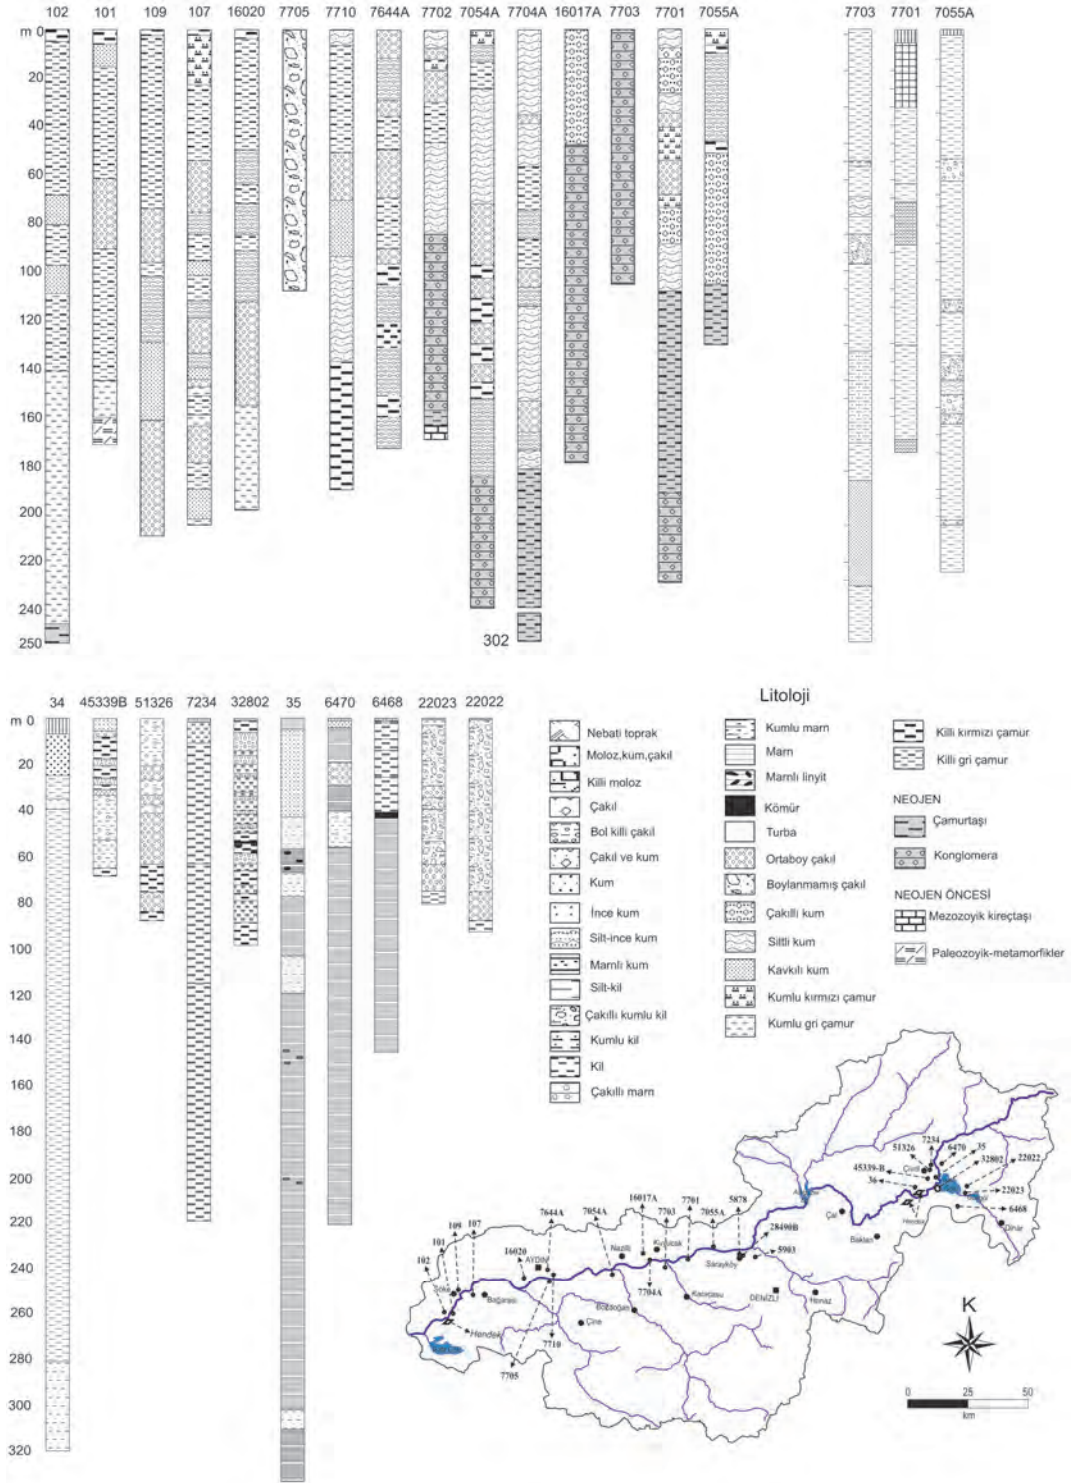 102 101 109 107 16020 7705 7710 7644A 7702 7054A 7704A 16017A 7703 7701 7055A 7703 7701 7055A
m 0
20
40
60
80
100
120
140
160
180
200
220
240
250
302
34 45339B 51326 7234 32802 35 6470 6468 22023 22022
m 0
20
40
60
80
100
120
140
160
180
200
220
240
260
280
300
320
Litoloji
Nebati toprak
Moloz,kum,çakıl
Killi moloz
Çakıl
Bol killi çakıl
Çakıl ve kum
Kum
İnce kum
Silt-ince kum
Marnlı kum
Silt-kil
Çakıllı kumlu kil
Kumlu kil
Kil
Çakıllı marn
Kumlu marn
Marn
Marnlı linyit
Kömür
Turba
Ortaboy çakıl
Boylanmamış çakıl
Çakıllı kum
Siltli kum
Kavkılı kum
Kumlu kırmızı çamur
Kumlu gri çamur
Killi kırmızı çamur
Killi gri çamur
NEOJEN
Çamurtaşı
Konglomera
NEOJEN ÖNCESİ
Mezozoyik kireçtaşı
Paleozoyik-metamorfikler
7234
51326
6470
35
32802
22022
45339-B
36
22023
6468
Çivril
Dinar
Çal
Baklan
Hendek
5878
28490B
5903
7055A
7701
7703
16017A
7054A
7644A
16020
107
109
101
102
7704A
7710
7705
AYDIN
Nazilli
Kuyucak
Sarayköy
DENİZLİ
Honaz
Karacasu
Bozdoğan
Çine
Söke
Bağarası
Hendek
K
0 25 50
km